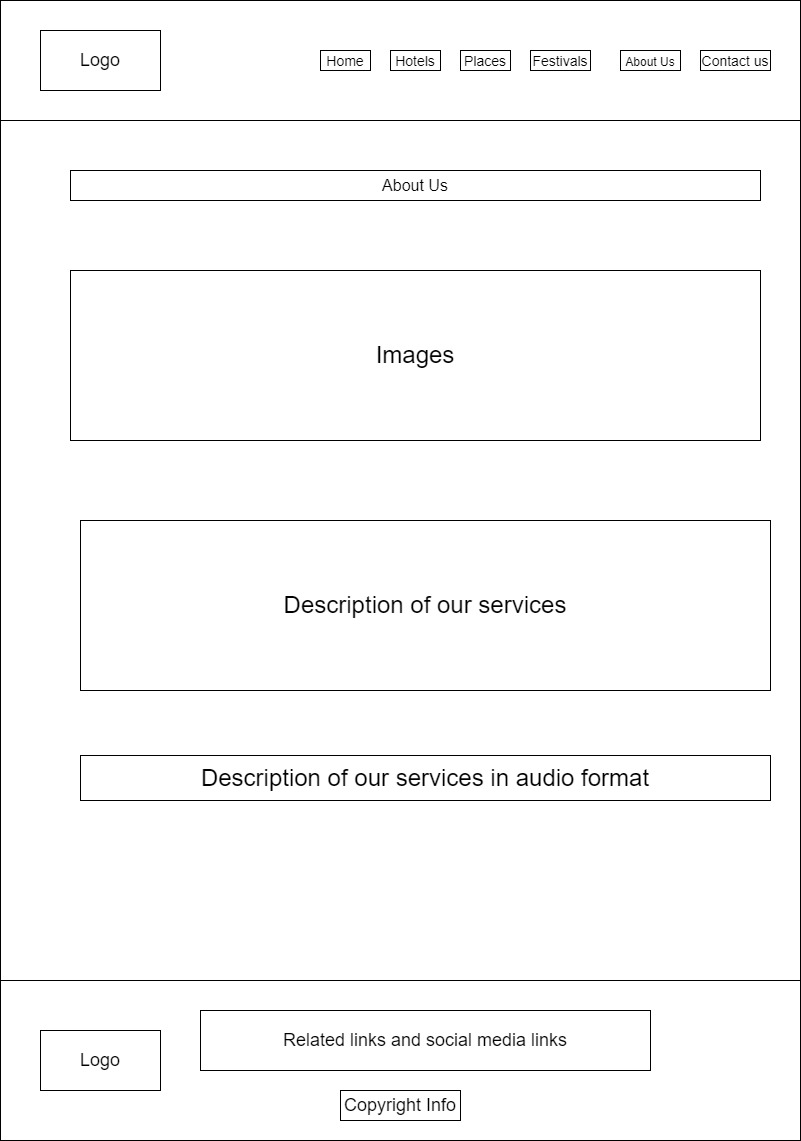 Logo
Home
Hotels
Places
Festivals
About Us
Contact us
About Us
Images
Description of our services
Description of our services in audio format
Logo
Related links and social media links
Copyright Info